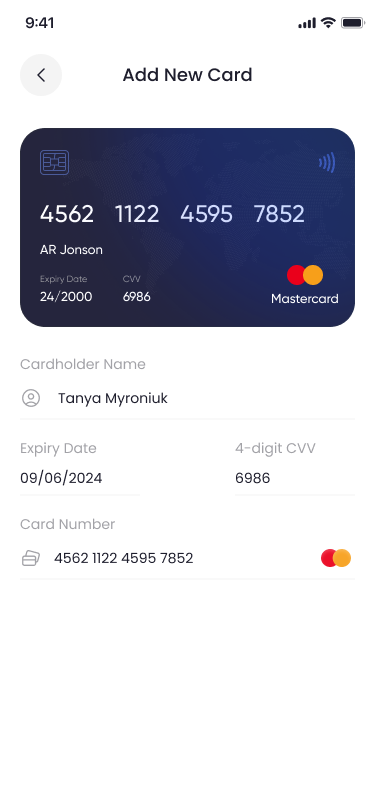 9:41
Add New Card
4562 1122 4595 7852
AR Jonson
Expiry Date CVV
24/2000 6986
Mastercard
Cardholder Name
Tanya Myroniuk
Expiry Date 4-digit CVV
09/06/2024 6986
Card Number
4562 1122 4595 7852